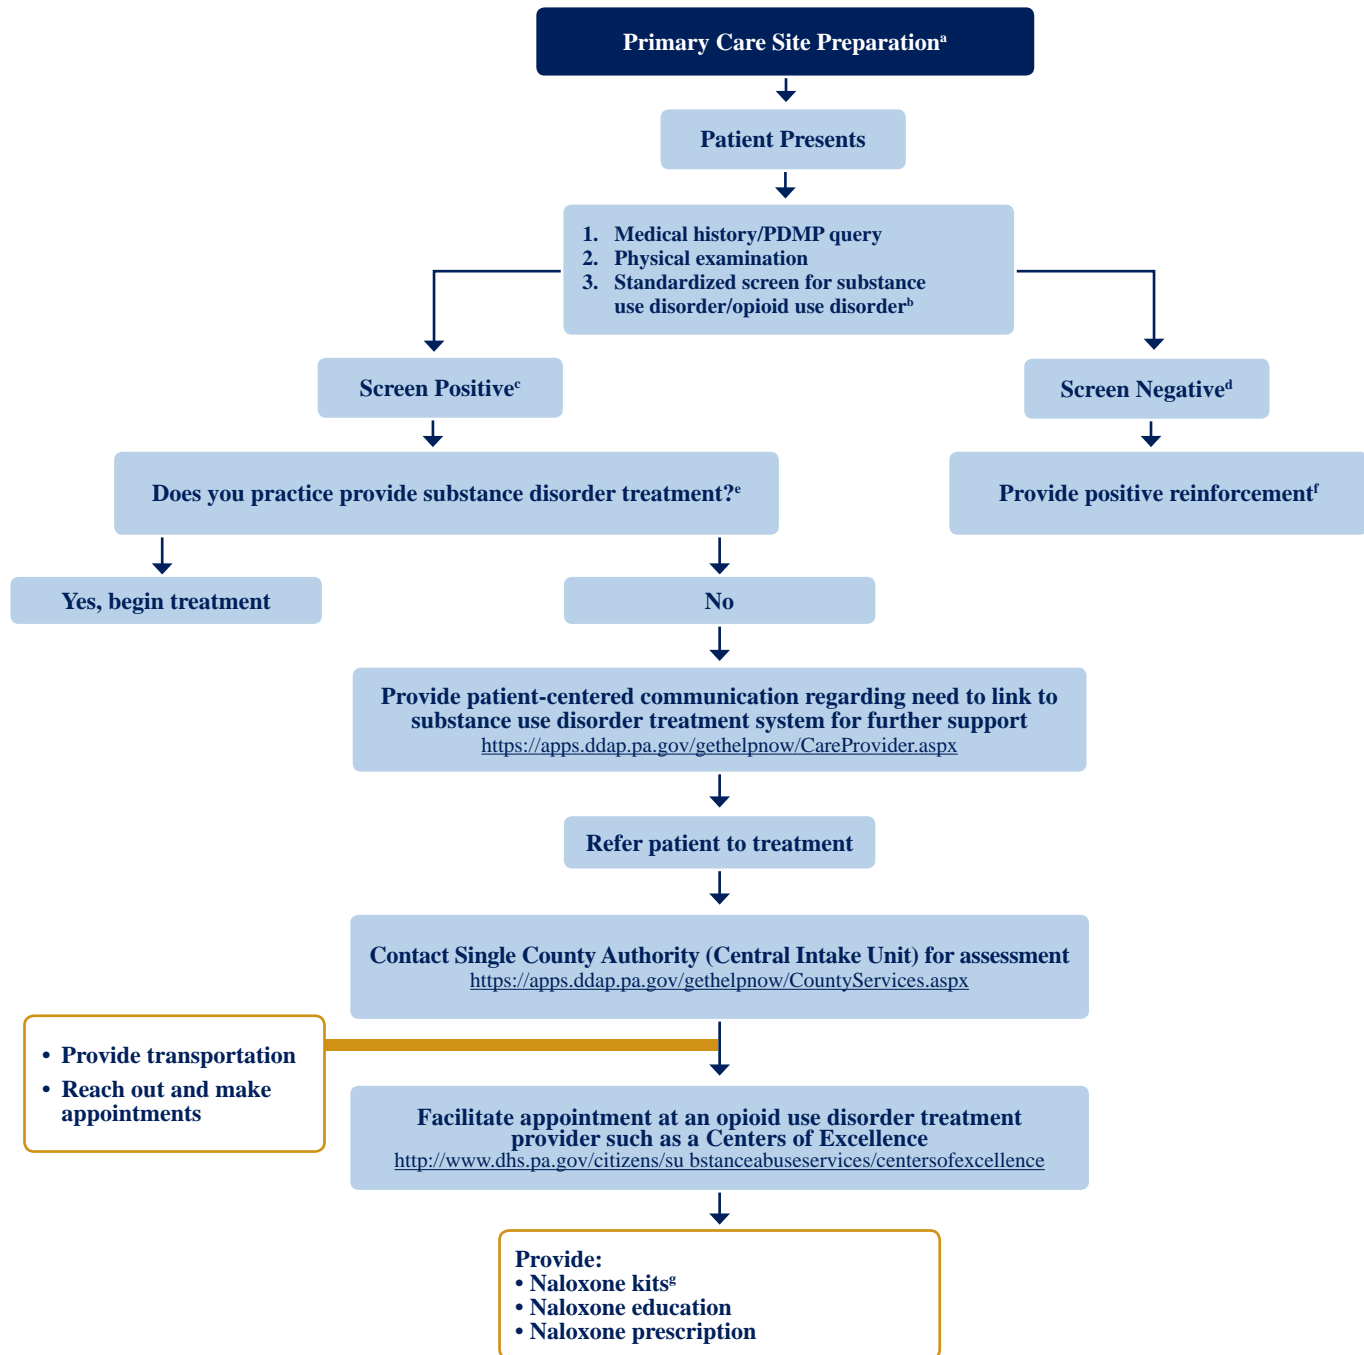 Primary Care Site Preparationᵃ
Patient Presents
1. Medical history/PDMP query
2. Physical examination
3. Standardized screen for substance
use disorder/opioid use disorderᵇ
Screen Positiveᶜ
Screen Negativeᵈ
Does you practice provide substance disorder treatment?ᵉ
Provide positive reinforcementᶠ
Yes, begin treatment
No
Provide patient-centered communication regarding need to link to
substance use disorder treatment system for further support
https://apps.ddap.pa.gov/gethelpnow/CareProvider.aspx
Refer patient to treatment
Contact Single County Authority (Central Intake Unit) for assessment
https://apps.ddap.pa.gov/gethelpnow/CountyServices.aspx
• Provide transportation
• Reach out and make
appointments
Facilitate appointment at an opioid use disorder treatment
provider such as a Centers of Excellence
http://www.dhs.pa.gov/citizens/su bstanceabuseservices/centersofexcellence
Provide:
• Naloxone kitsᵍ
• Naloxone education
• Naloxone prescription